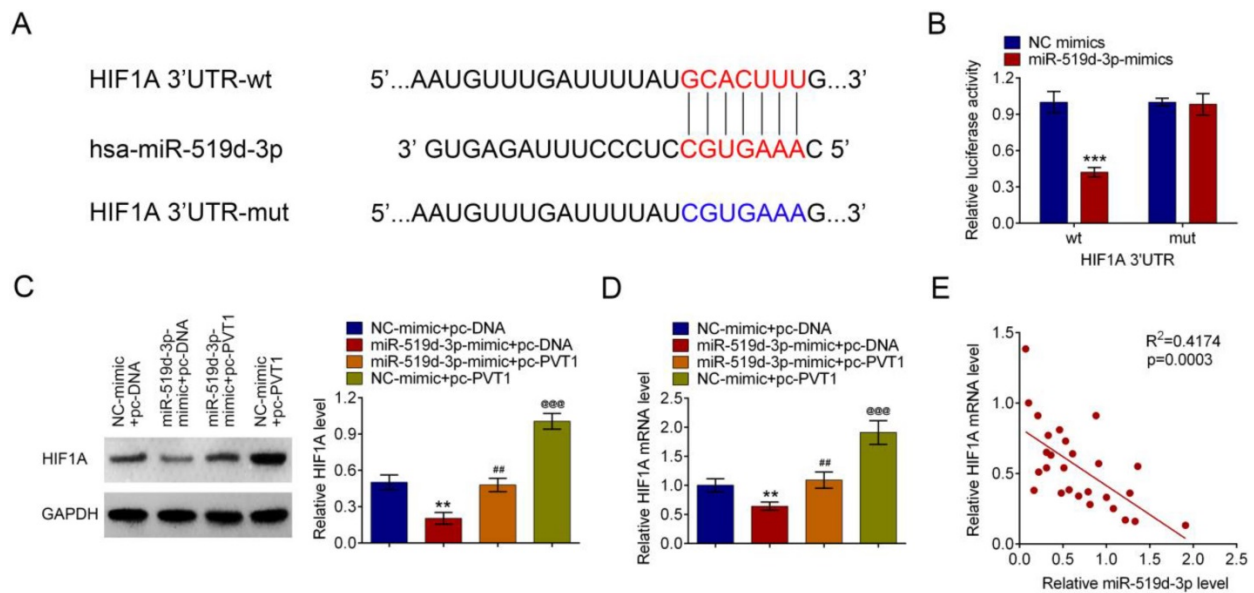 A
HIF1A 3'UTR-wt
5’...AAUGUUUGAUUUUAUGCACUUUG...3’
hsa-miR-519d-3p
3’ GUGAGAUUUCCCUCCGUGAAAC 5’
HIF1A 3'UTR-mut
5’...AAUGUUUGAUUUUAUCGUGAAAG...3’
B
NC mimics
miR-519d-3p-mimics
Relative luciferase activity
1.2
0.9
0.6
0.3
0.0
***
wt
mut
HIF1A 3'UTR
C
NC-mimic
+pc-DNA
miR-519d-3p-
mimic+pc-DNA
miR-519d-3p-
mimic+pc-PVT1
NC-mimic
+pc-PVT1
HIF1A
GAPDH
NC-mimic+pc-DNA
miR-519d-3p-mimic+pc-DNA
miR-519d-3p-mimic+pc-PVT1
NC-mimic+pc-PVT1
Relative HIF1A level
1.2
0.9
0.6
0.3
0.0
**
##
@@@
D
NC-mimic+pc-DNA
miR-519d-3p-mimic+pc-DNA
miR-519d-3p-mimic+pc-PVT1
NC-mimic+pc-PVT1
Relative HIF1A mRNA level
2.5
2.0
1.5
1.0
0.5
0.0
**
##
@@@
E
R²=0.4174
p=0.0003
Relative HIF1A mRNA level
1.5
1.0
0.5
0.0
0.0
0.5
1.0
1.5
2.0
2.5
Relative miR-519d-3p level